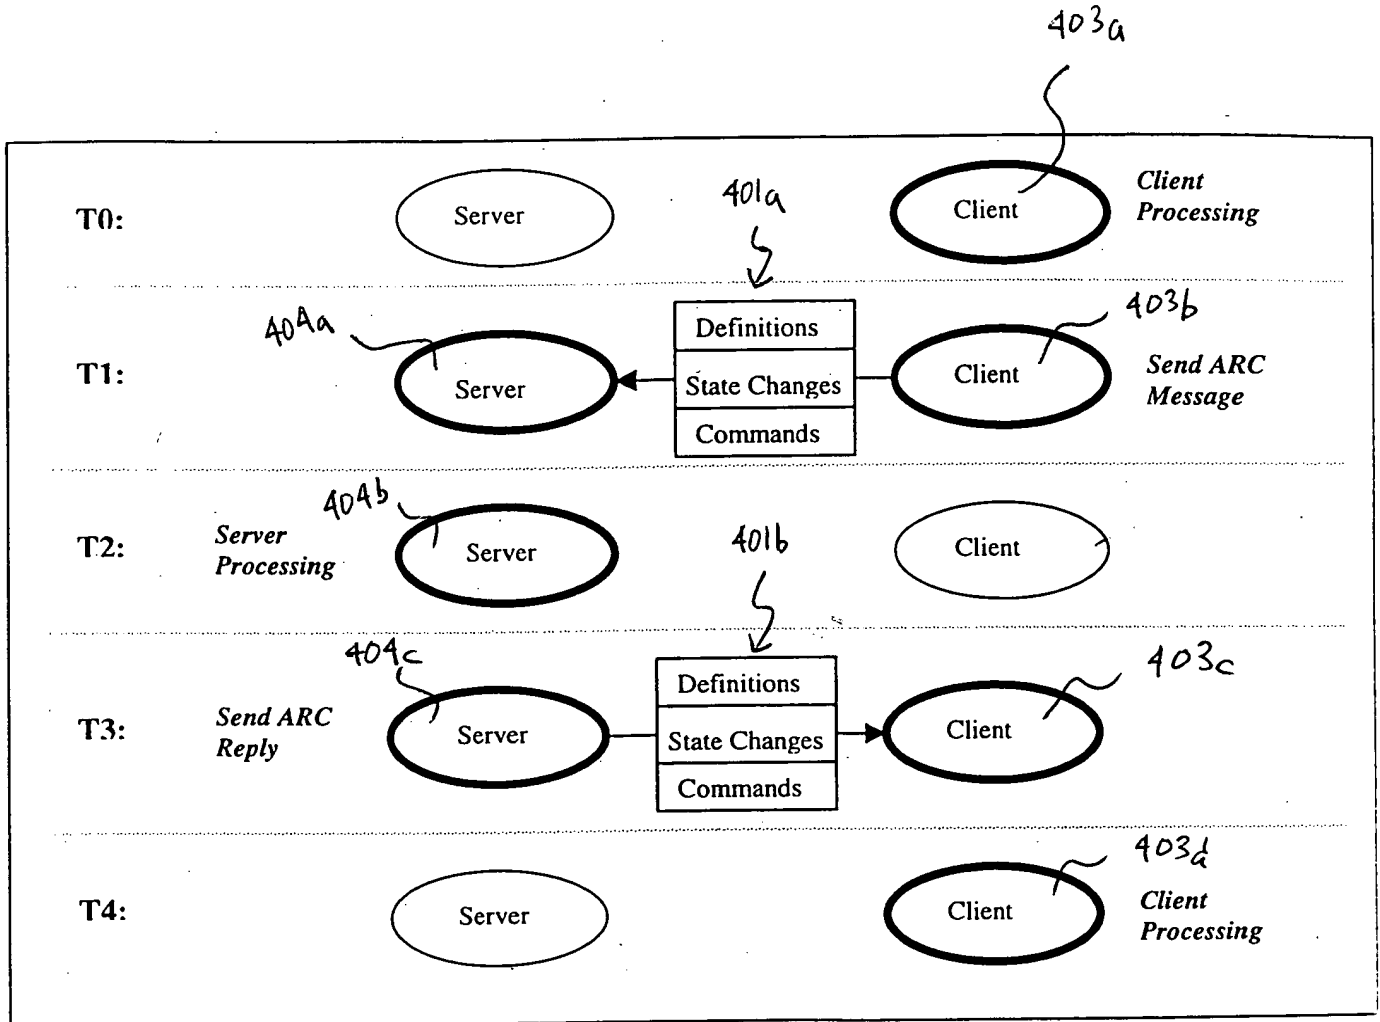 403a
T0:
Server
Client
Client
Processing
401a
T1:
404a
Server
Definitions
State Changes
Commands
Client
403b
Send ARC
Message
T2:
Server
Processing
404b
Server
401b
Client
T3:
Send ARC
Reply
404c
Server
Definitions
State Changes
Commands
Client
403c
T4:
Server
Client
403d
Client
Processing